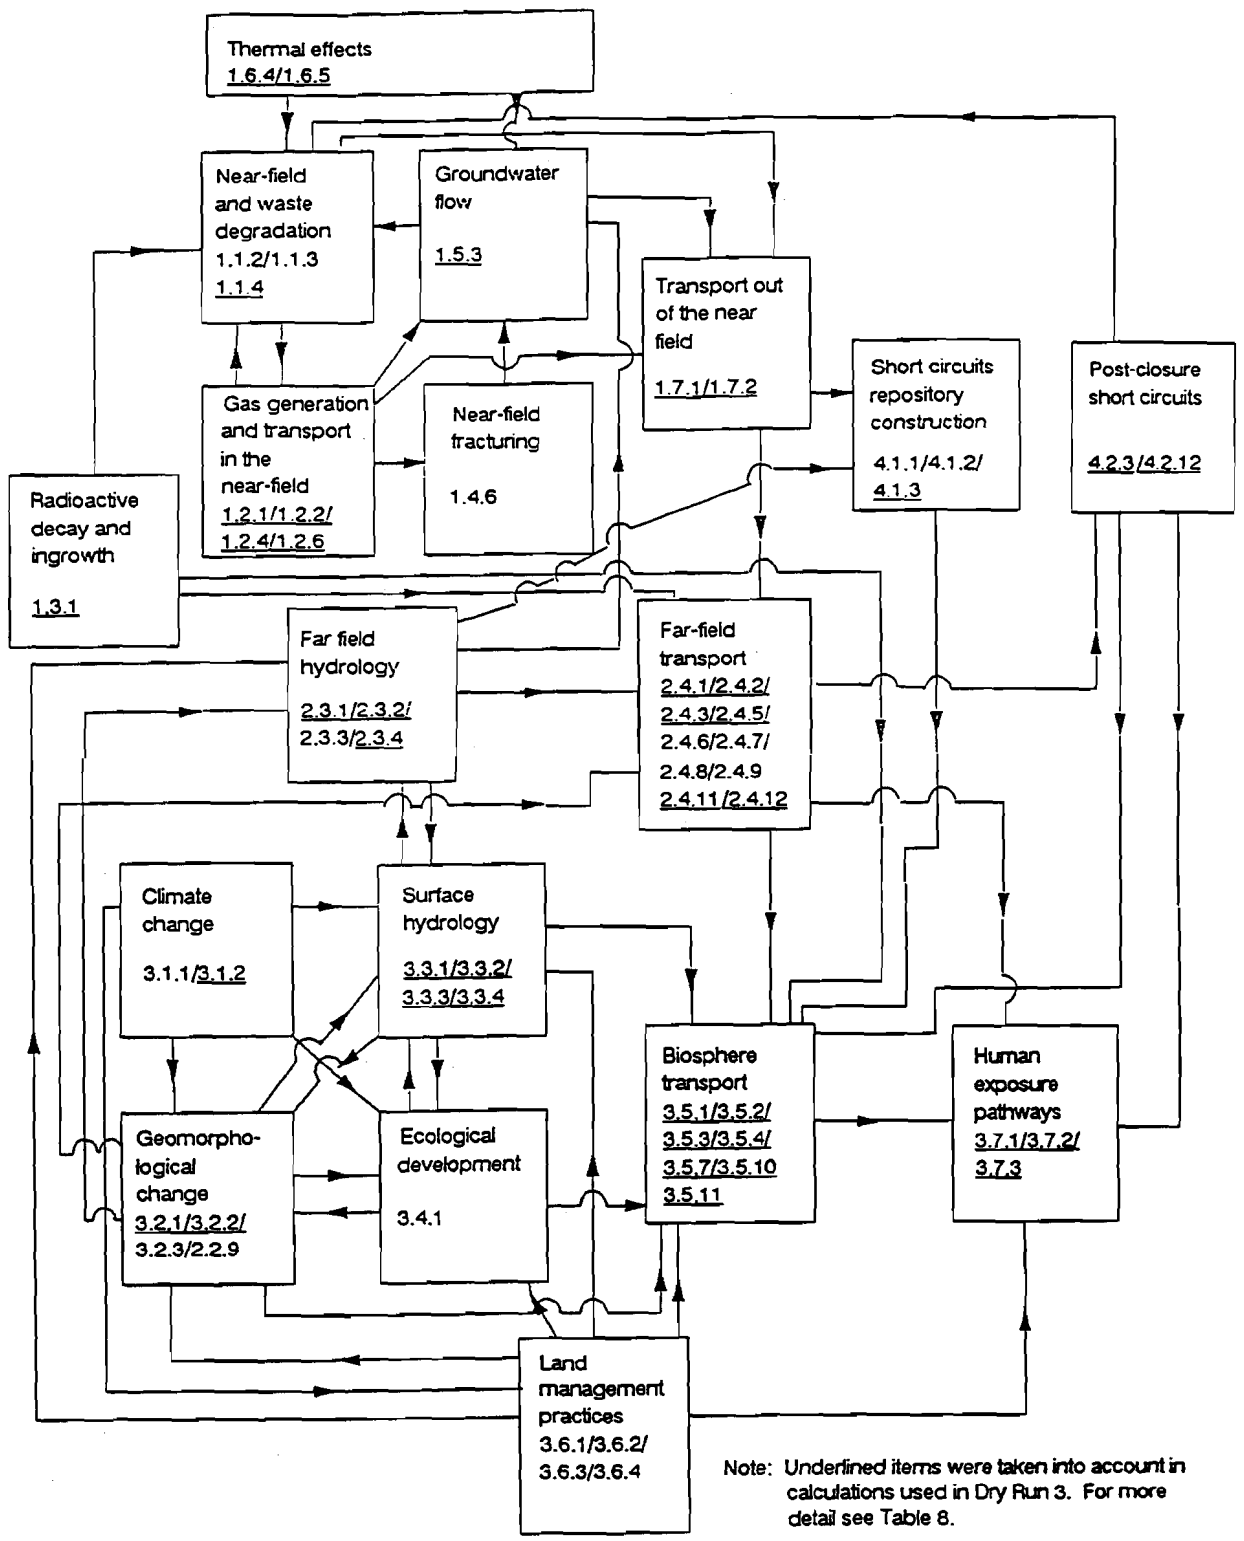 Thermal effects
1.6.4/1.6.5
Near-field
and waste
degradation
1.1.2/1.1.3
1.1.4
Groundwater
flow
1.5.3
Transport out
of the near
field
1.7.1/1.7.2
Short circuits
repository
construction
4.1.1/4.1.2/
4.1.3
Post-closure
short circuits
4.2.3/4.2.12
Gas generation
and transport
in the
near-field
1.2.1/1.2.2/
1.2.4/1.2.6
Near-field
fracturing
1.4.6
Radioactive
decay and
ingrowth
1.3.1
Far field
hydrology
2.3.1/2.3.2/
2.3.3/2.3.4
Far-field
transport
2.4.1/2.4.2/
2.4.3/2.4.5/
2.4.6/2.4.7/
2.4.8/2.4.9
2.4.11/2.4.12
Climate
change
3.1.1/3.1.2
Surface
hydrology
3.3.1/3.3.2/
3.3.3/3.3.4
Biosphere
transport
3.5.1/3.5.2/
3.5.3/3.5.4/
3.5.7/3.5.10
3.5.11
Human
exposure
pathways
3.7.1/3.7.2/
3.7.3
Geomorpho-
logical
change
3.2.1/3.2.2/
3.2.3/2.2.9
Ecological
development
3.4.1
Land
management
practices
3.6.1/3.6.2/
3.6.3/3.6.4
Note: Underlined items were taken into account in
calculations used in Dry Run 3. For more
detail see Table 8.